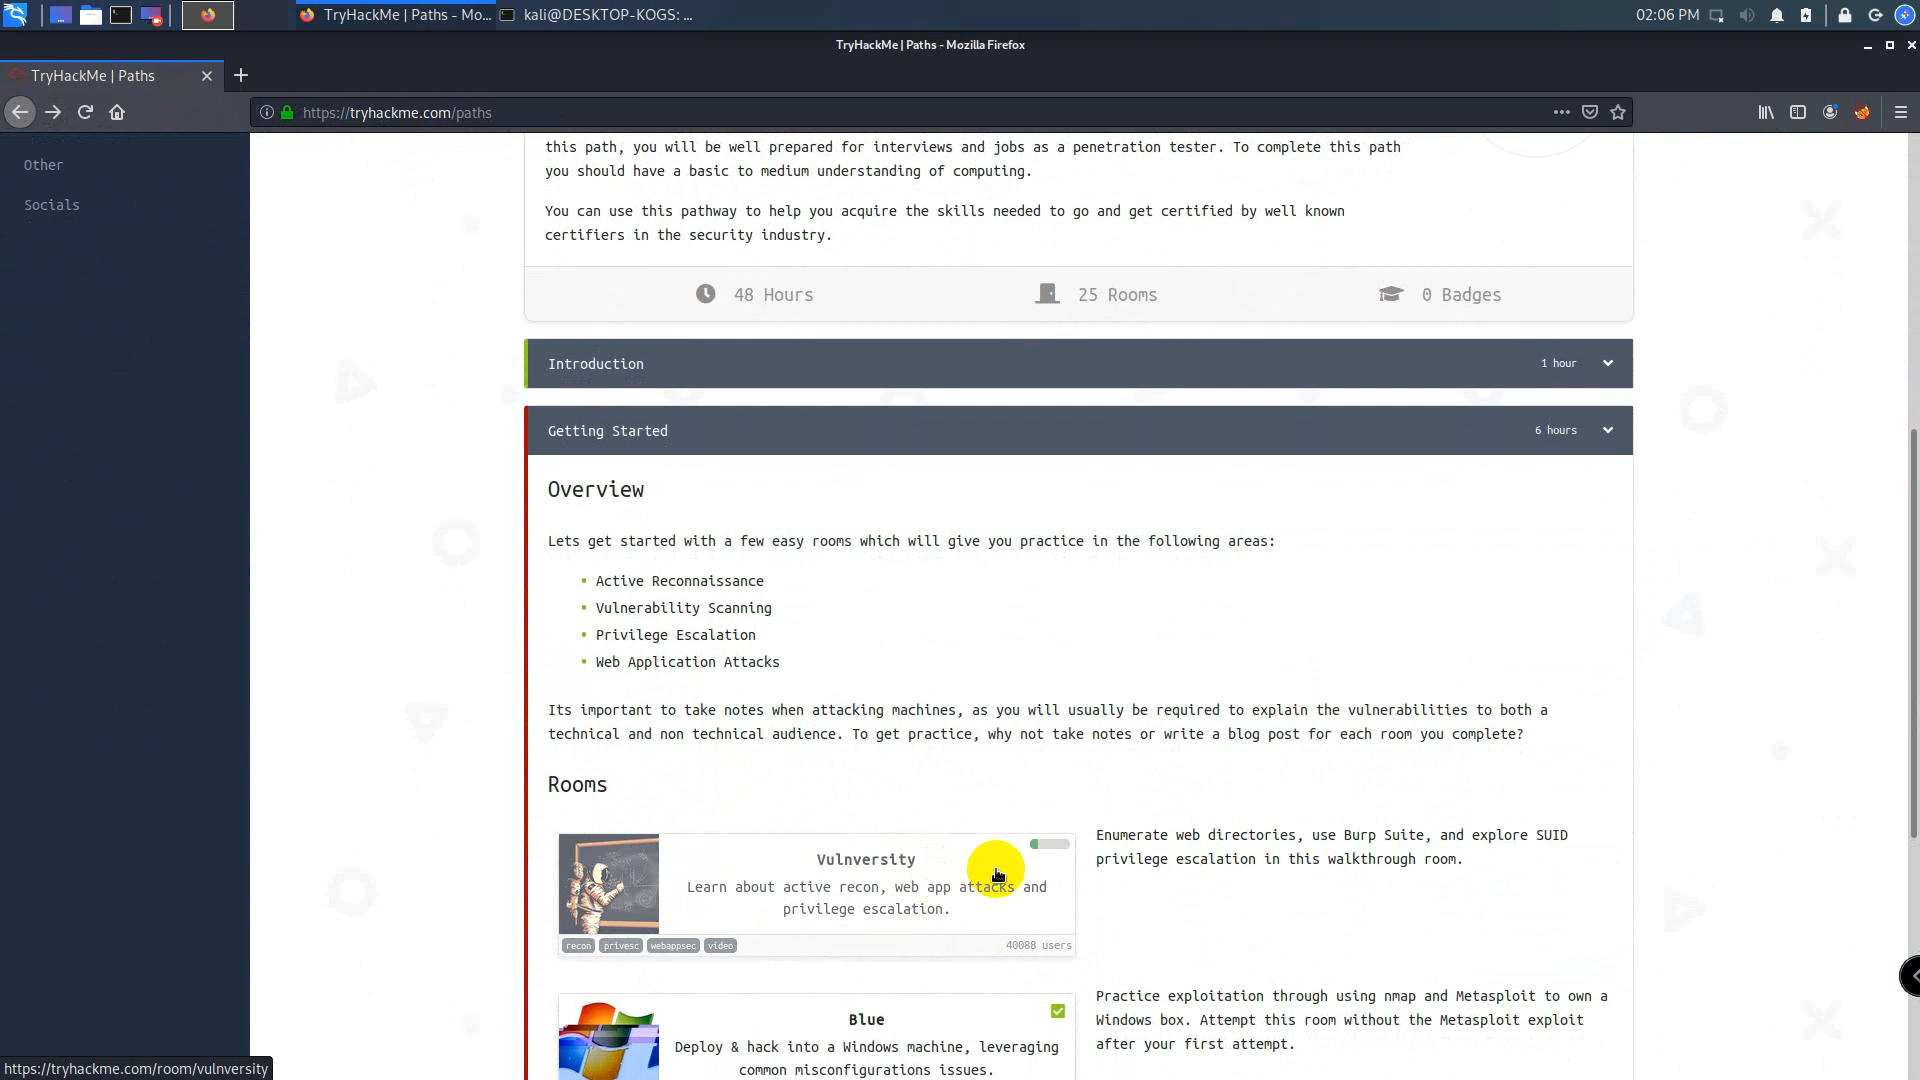 TryHackMe | Paths - Mo...
kali@DESKTOP-KOGS: ...
02:06 PM
TryHackMe | Paths - Mozilla Firefox
TryHackMe | Paths
https://tryhackme.com/paths
Other
Socials
this path, you will be well prepared for interviews and jobs as a penetration tester. To complete this path
you should have a basic to medium understanding of computing.
You can use this pathway to help you acquire the skills needed to go and get certified by well known
certifiers in the security industry.
48 Hours
25 Rooms
0 Badges
Introduction
1 hour
Getting Started
6 hours
Overview
Lets get started with a few easy rooms which will give you practice in the following areas:
• Active Reconnaissance
• Vulnerability Scanning
• Privilege Escalation
• Web Application Attacks
Its important to take notes when attacking machines, as you will usually be required to explain the vulnerabilities to both a
technical and non technical audience. To get practice, why not take notes or write a blog post for each room you complete?
Rooms
Vulnversity
Learn about active recon, web app attacks and
privilege escalation.
recon privesc webappsec video
40088 users
Enumerate web directories, use Burp Suite, and explore SUID
privilege escalation in this walkthrough room.
Blue
Deploy & hack into a Windows machine, leveraging
common misconfigurations issues.
Practice exploitation through using nmap and Metasploit to own a
Windows box. Attempt this room without the Metasploit exploit
after your first attempt.
https://tryhackme.com/room/vulnversity